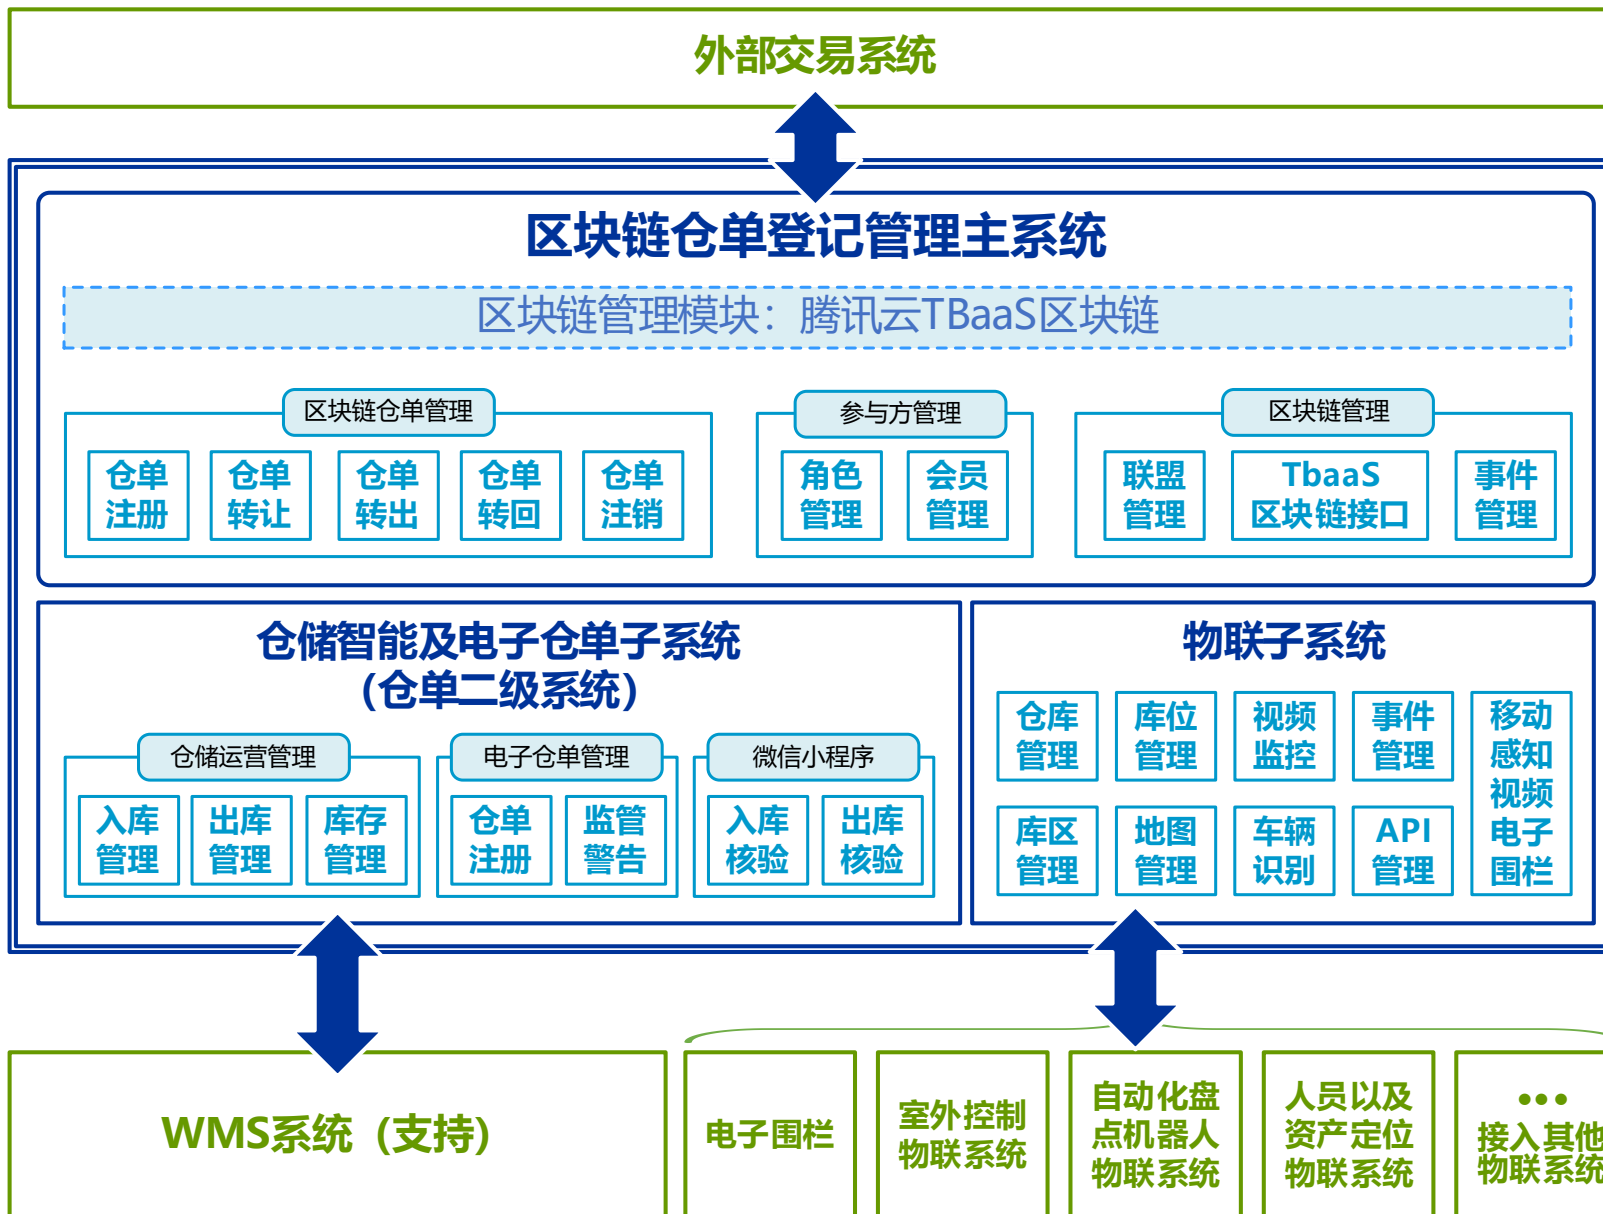 外部交易系统
区块链仓单登记管理主系统
区块链管理模块：腾讯云TBaaS区块链
区块链仓单管理
仓单
注册
仓单
转让
仓单
转出
仓单
转回
仓单
注销
参与方管理
角色
管理
会员
管理
区块链管理
联盟
管理
TbaaS
区块链接口
事件
管理
仓储智能及电子仓单子系统
（仓单二级系统）
仓储运营管理
入库
管理
出库
管理
库存
管理
电子仓单管理
仓单
注册
监管
警告
微信小程序
入库
核验
出库
核验
物联子系统
仓库
管理
库位
管理
视频
监控
事件
管理
移动
感知
视频
电子
围栏
库区
管理
地图
管理
车辆
识别
API
管理
WMS系统（支持）
电子围栏
室外控制
物联系统
自动化盘
点机器人
物联系统
人员以及
资产定位
物联系统
•••
接入其他
物联系统